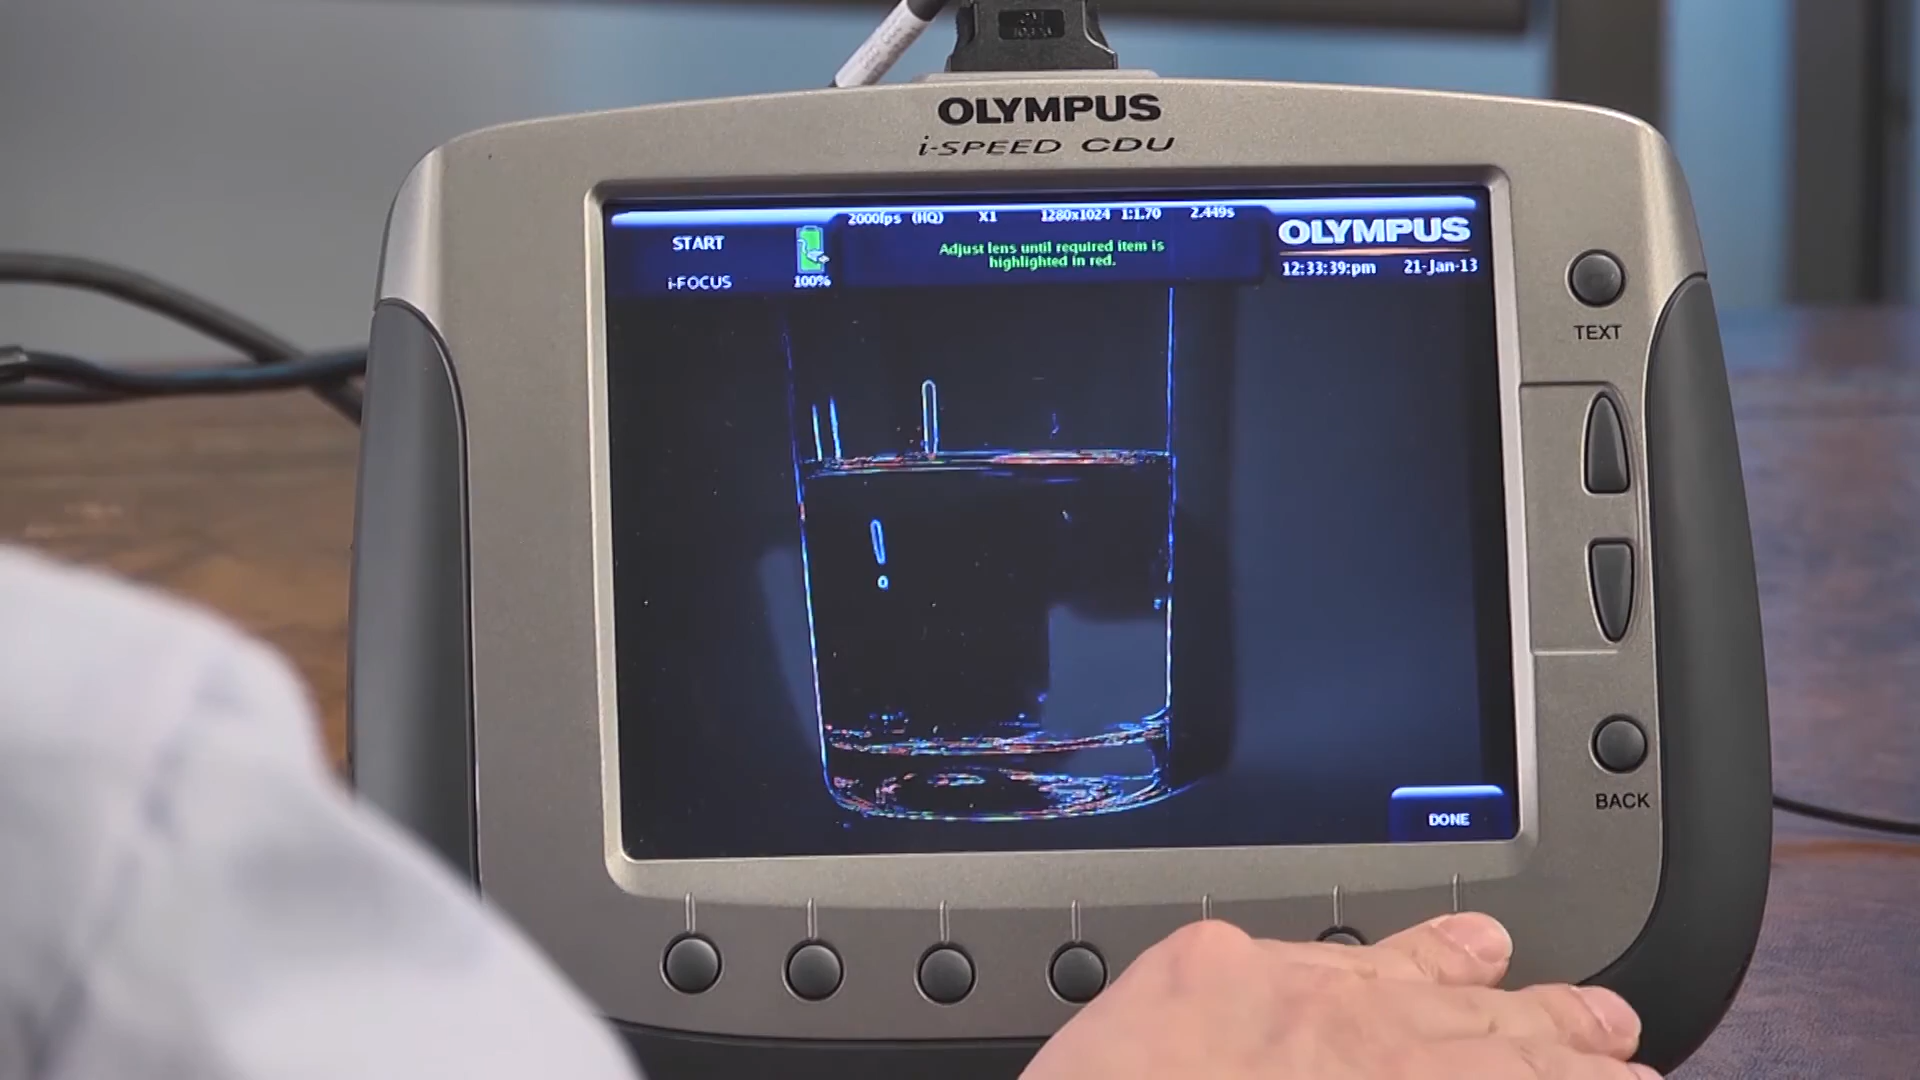 OLYMPUS
i-SPEED CDU
2000fps (HQ) X1 1280x1024 1:1.70 2.449s
START
i-FOCUS
100%
Adjust lens until required item is
highlighted in red.
OLYMPUS
12:33:39:pm 21-Jan-13
TEXT
BACK
DONE